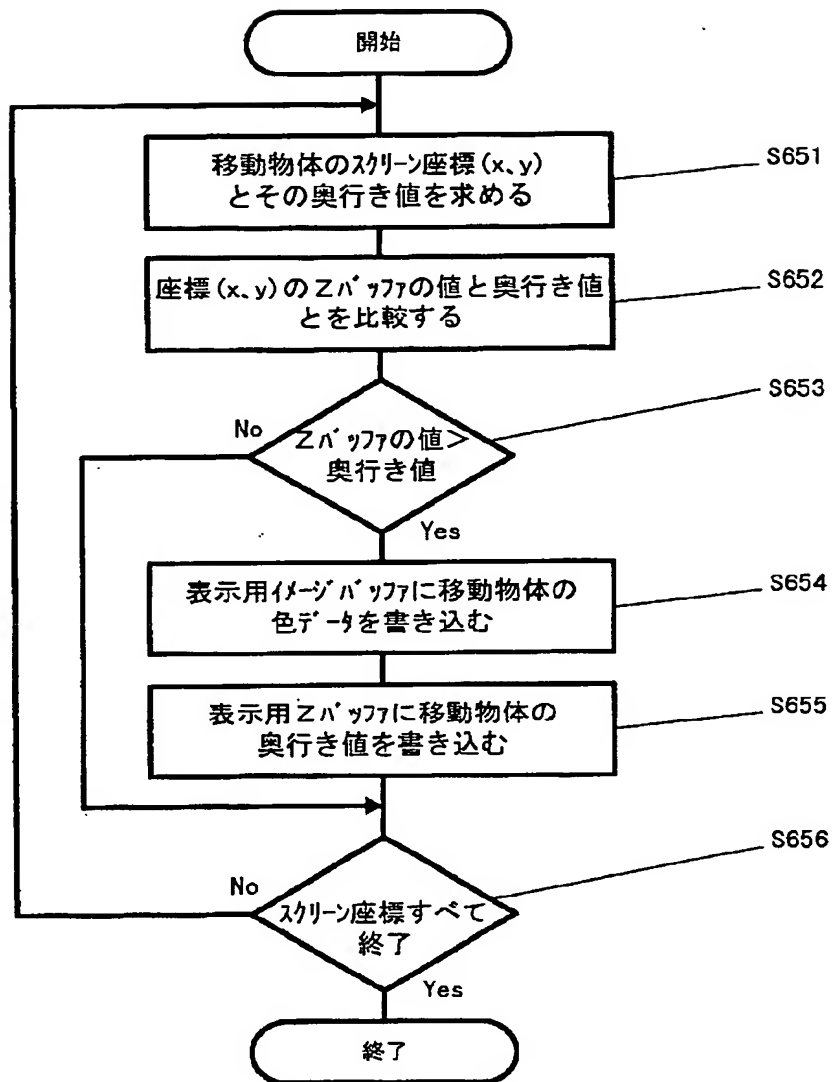 開始
移動物体のｽｸﾘｰﾝ座標(x、y)
とその奥行き値を求める
S651
座標(x、y)のZﾊﾞｯﾌｧの値と奥行き値
とを比較する
S652
S653
No
Zﾊﾞｯﾌｧの値＞
奥行き値
Yes
表示用ｲﾒｰｼﾞﾊﾞｯﾌｧに移動物体の
色ﾃﾞｰﾀを書き込む
S654
表示用Zﾊﾞｯﾌｧに移動物体の
奥行き値を書き込む
S655
S656
No
ｽｸﾘｰﾝ座標すべて
終了
Yes
終了